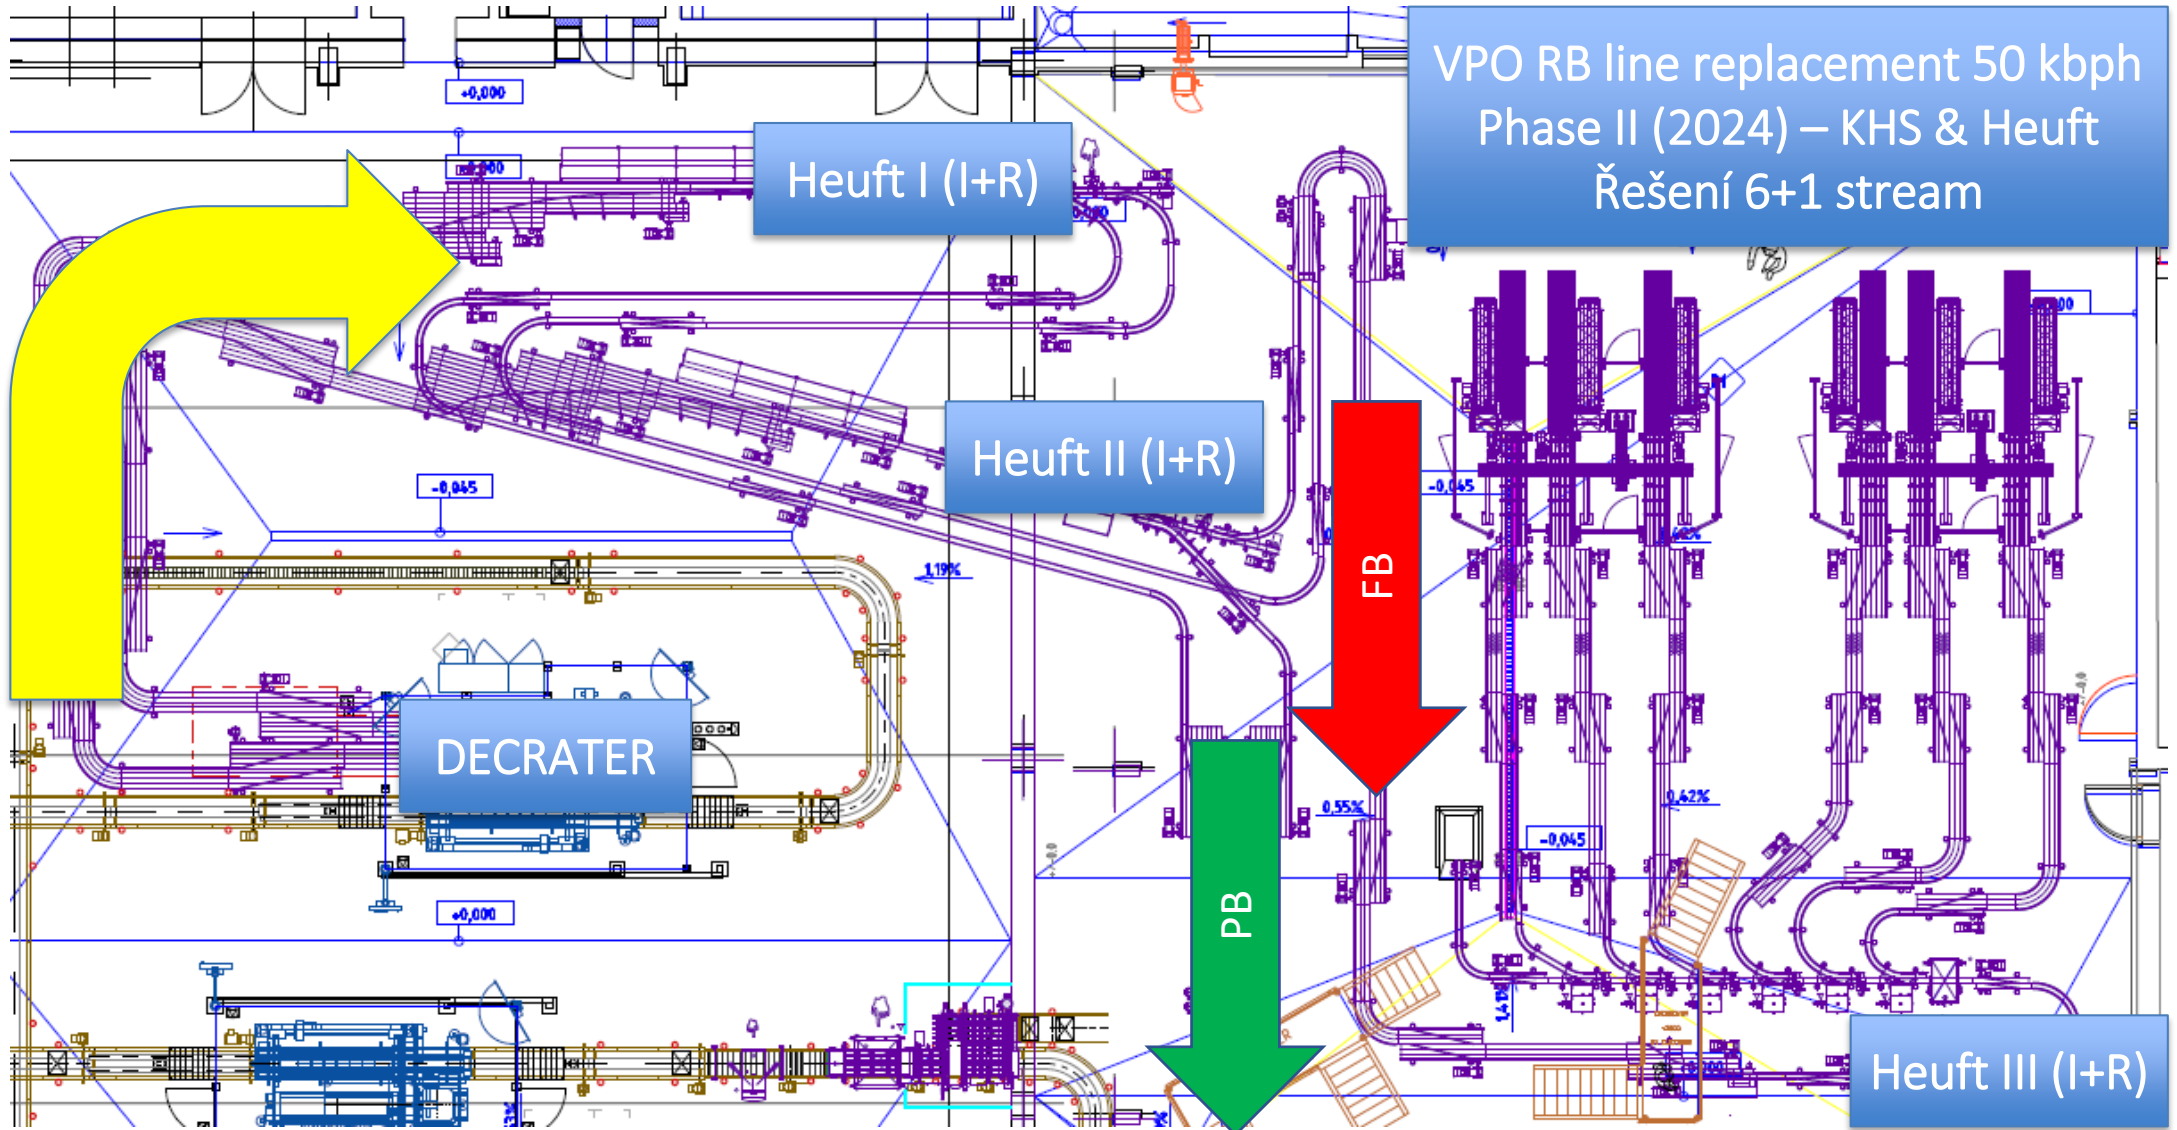 VPO RB line replacement 50 kbph
Phase II (2024) – KHS & Heuft
Řešení 6+1 stream
+0,000
Heuft I (I+R)
Heuft II (I+R)
-0,045
-0,045
FB
1,19%
DECRATER
0,55%
0,42%
-0,045
PB
+0,000
Heuft III (I+R)